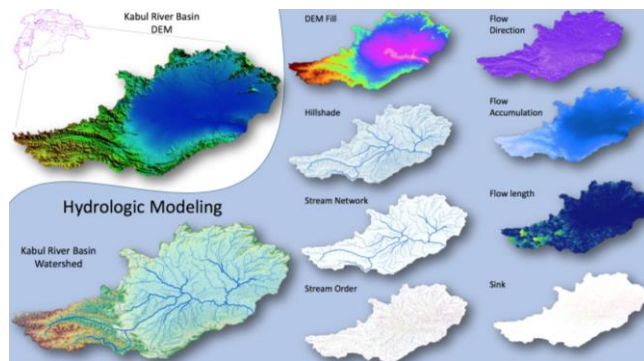 Kabul River Basin
DEM
DEM Fill
Flow
Direction
Hillshade
Flow
Accumulation
Hydrologic Modeling
Stream Network
Flow length
Kabul River Basin
Watershed
Stream Order
Sink